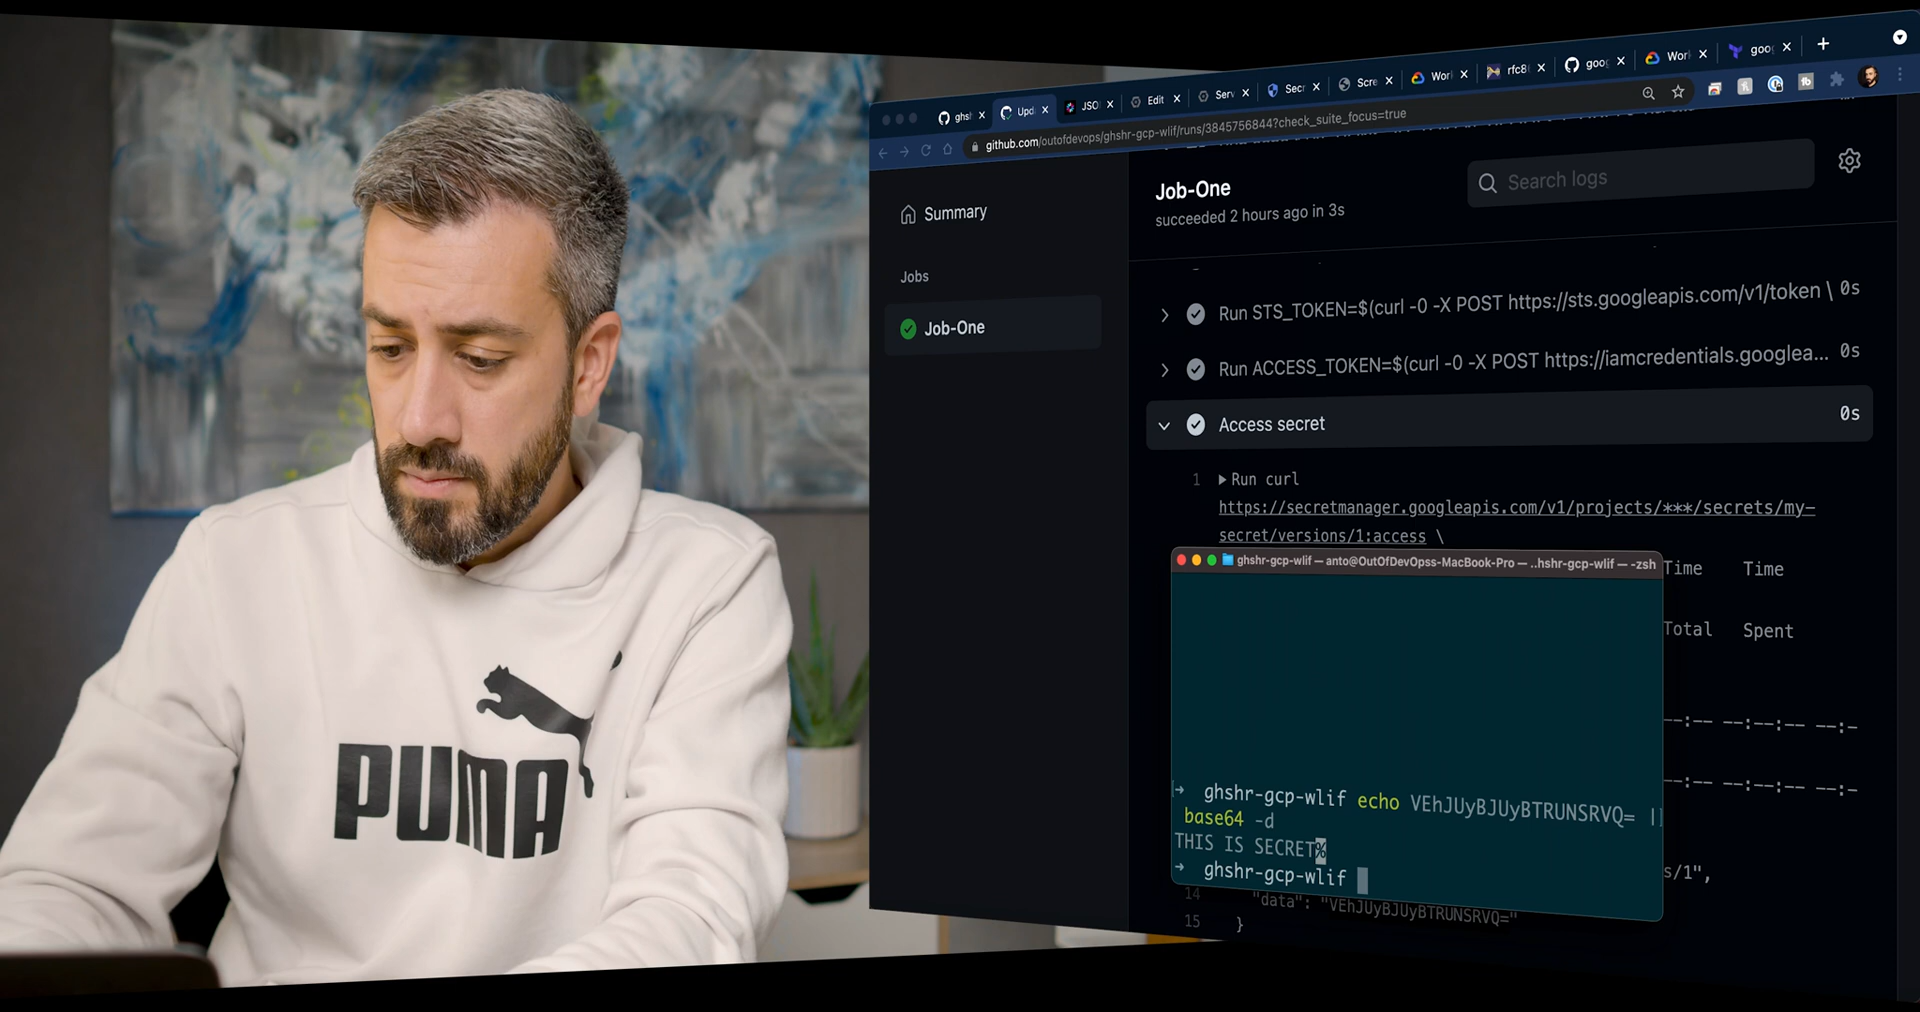 PUMA
ghsl
Upd
JSO
Edit
Serv
Secr
Scre
Worl
rfc8
goog
Worl
goog
github.com/outofdevops/ghshr-gcp-wlif/runs/3845756844?check_suite_focus=true
Summary
Jobs
Job-One
Job-One
succeeded 2 hours ago in 3s
Search logs
Run STS_TOKEN=$(curl -0 -X POST https://sts.googleapis.com/v1/token \ 0s
Run ACCESS_TOKEN=$(curl -0 -X POST https://iamcredentials.googlea... 0s
Access secret 0s
1 Run curl
https://secretmanager.googleapis.com/v1/projects/***/secrets/my-
secret/versions/1:access \
Time Time
Total Spent
--:-- --:--:-- --:-
--:-- --:--:-- --:-
s/1",
14 "data": "VEhJUyBJUyBTRUNSRVQ="
15 }
ghshr-gcp-wlif — anto@OutOfDevOpss-MacBook-Pro — ..hshr-gcp-wlif — -zsh
→ ghshr-gcp-wlif echo VEhJUyBJUyBTRUNSRVQ= |
base64 -d
THIS IS SECRET%
→ ghshr-gcp-wlif